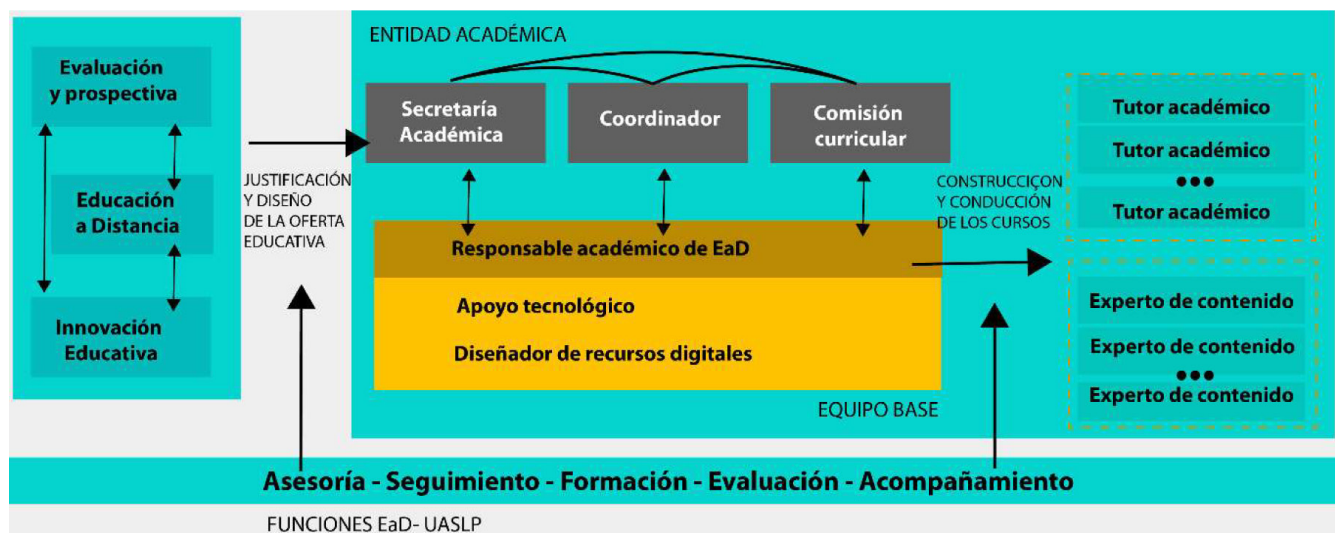 Evaluación
y prospectiva
Educación
a Distancia
Innovación
Educativa
JUSTIFICACIÓN
Y DISEÑO
DE LA OFERTA
EDUCATIVA
ENTIDAD ACADÉMICA
Secretaría
Académica
Coordinador
Comisión
curricular
Responsable académico de EaD
Apoyo tecnológico
Diseñador de recursos digitales
EQUIPO BASE
CONSTRUCCIÇON
Y CONDUCCIÓN
DE LOS CURSOS
Tutor académico
Tutor académico
•••
Tutor académico
Experto de contenido
Experto de contenido
•••
Experto de contenido
Asesoría - Seguimiento - Formación - Evaluación - Acompañamiento
FUNCIONES EaD- UASLP